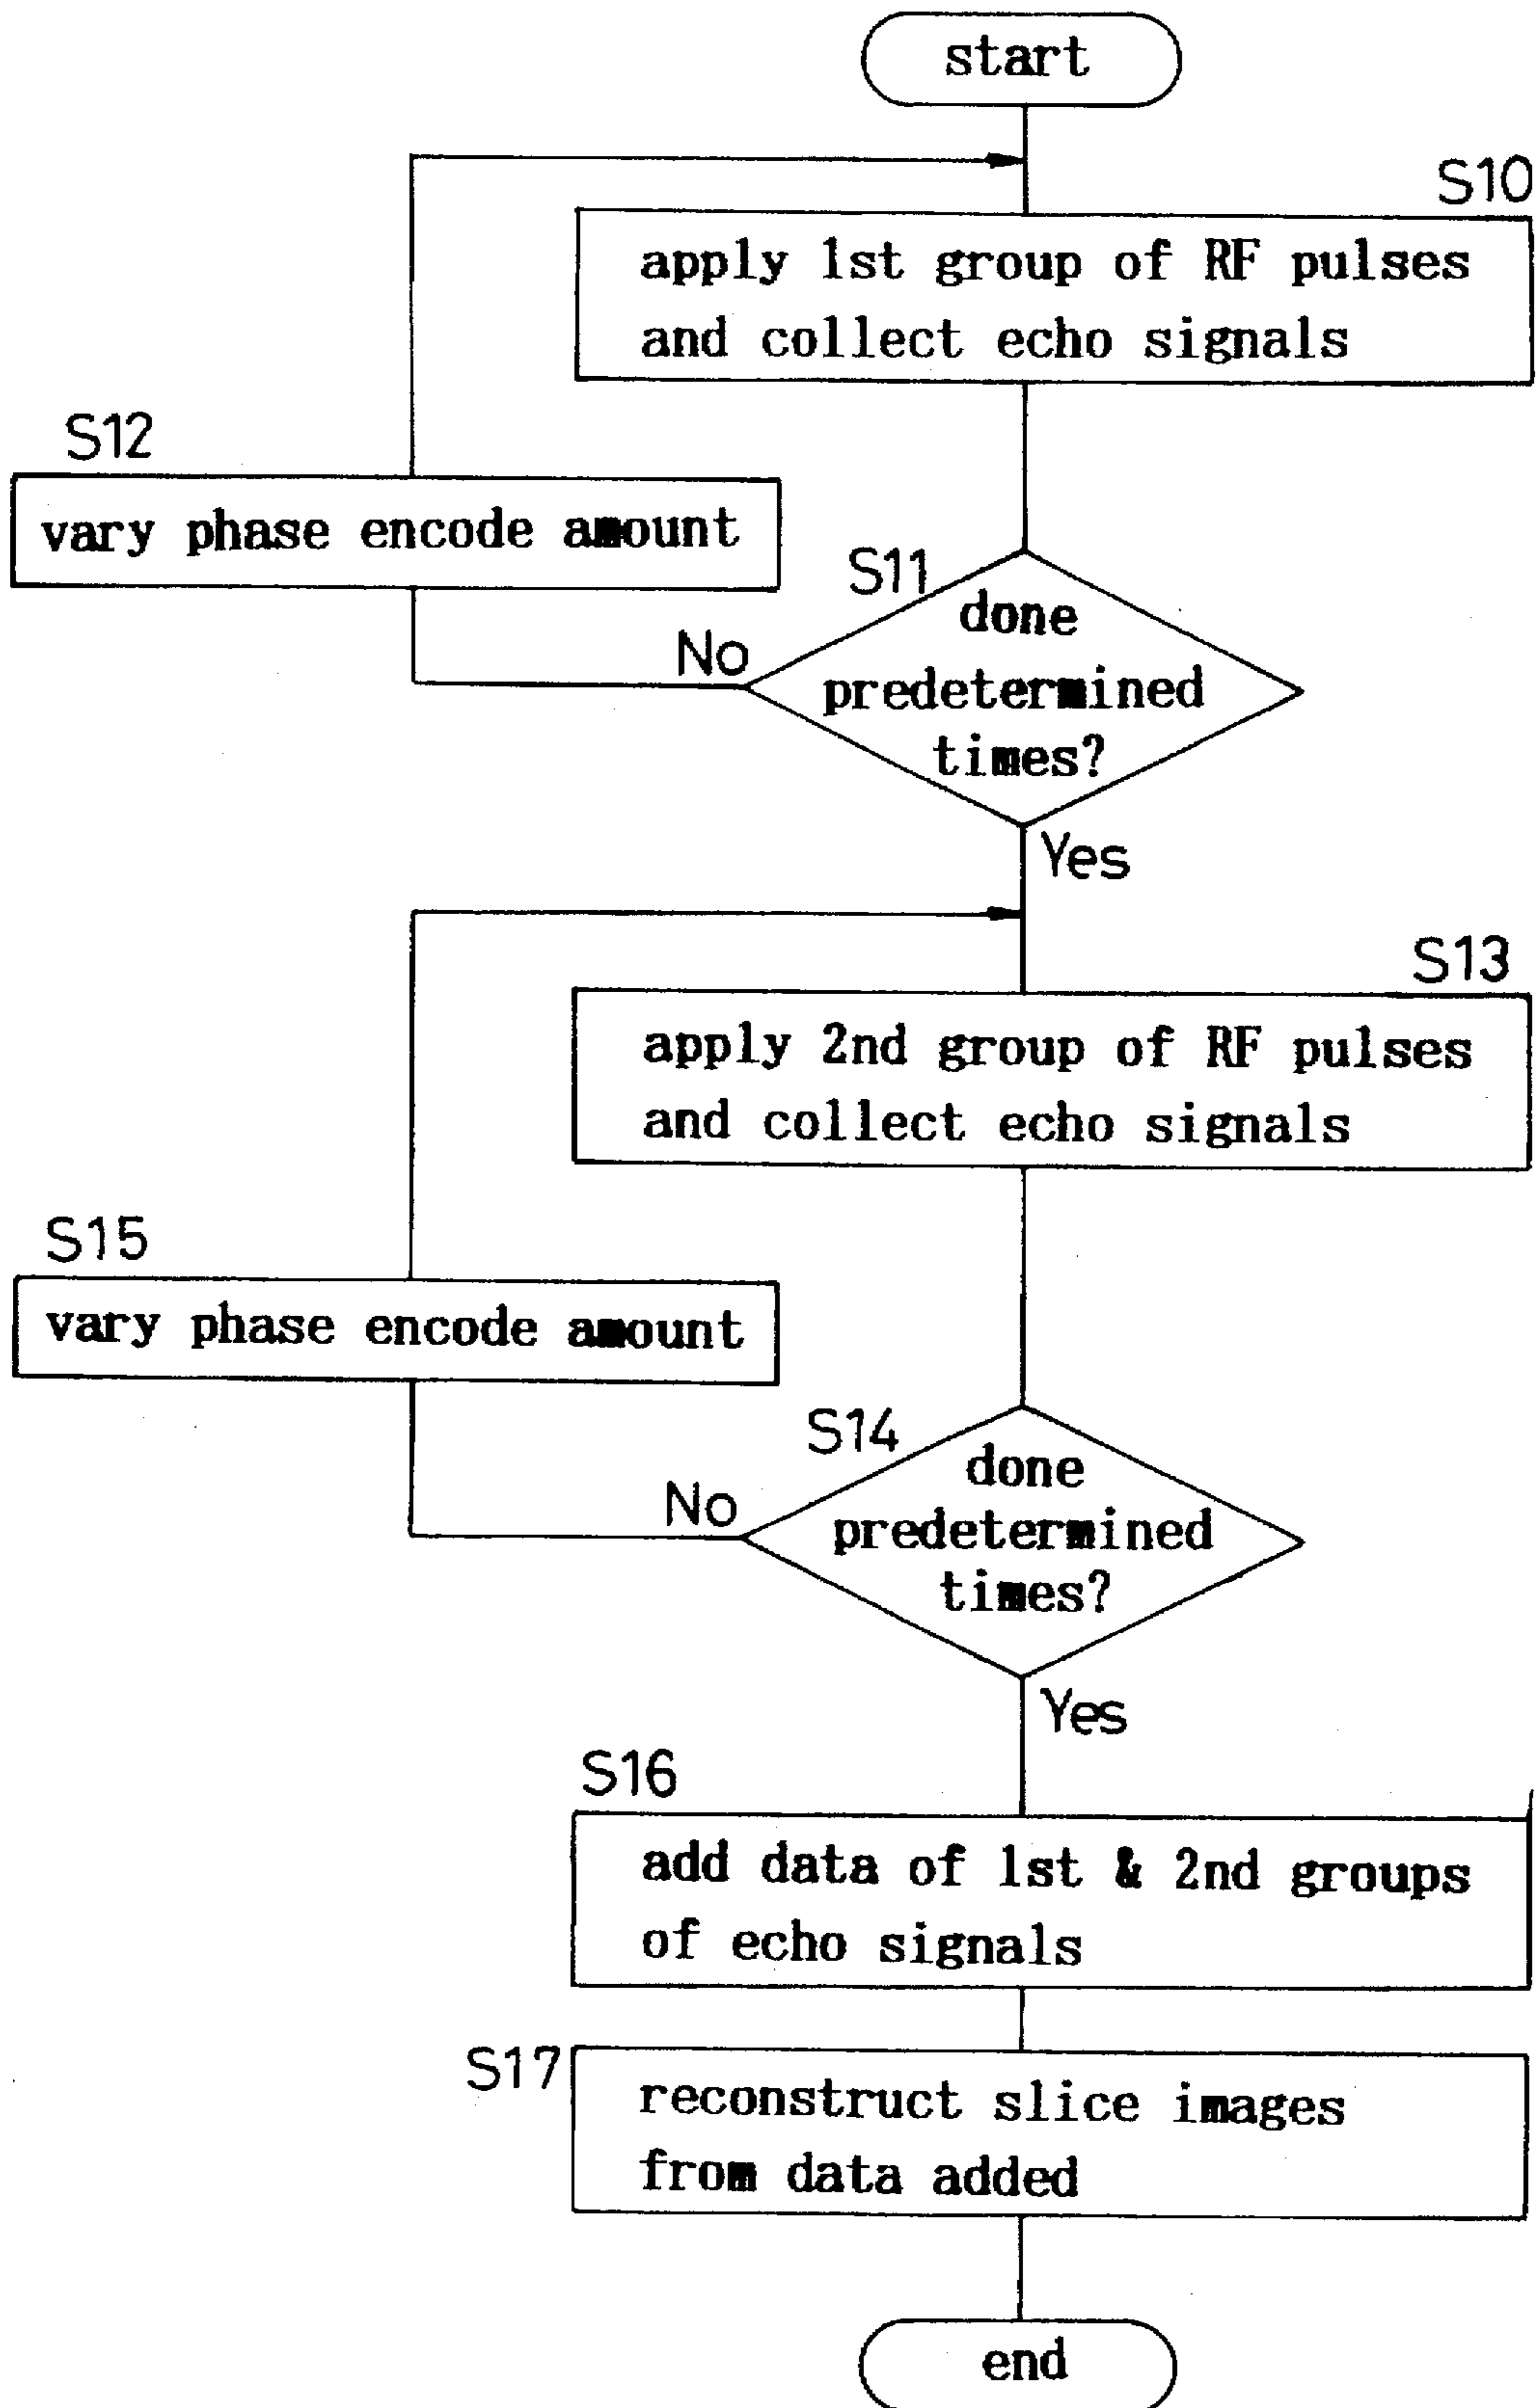 start
S10
apply 1st group of RF pulses
and collect echo signals
S12
vary phase encode amount
S11
done
predetermined
times?
No
Yes
S13
apply 2nd group of RF pulses
and collect echo signals
S15
vary phase encode amount
S14
done
predetermined
times?
No
Yes
S16
add data of 1st & 2nd groups
of echo signals
S17
reconstruct slice images
from data added
end